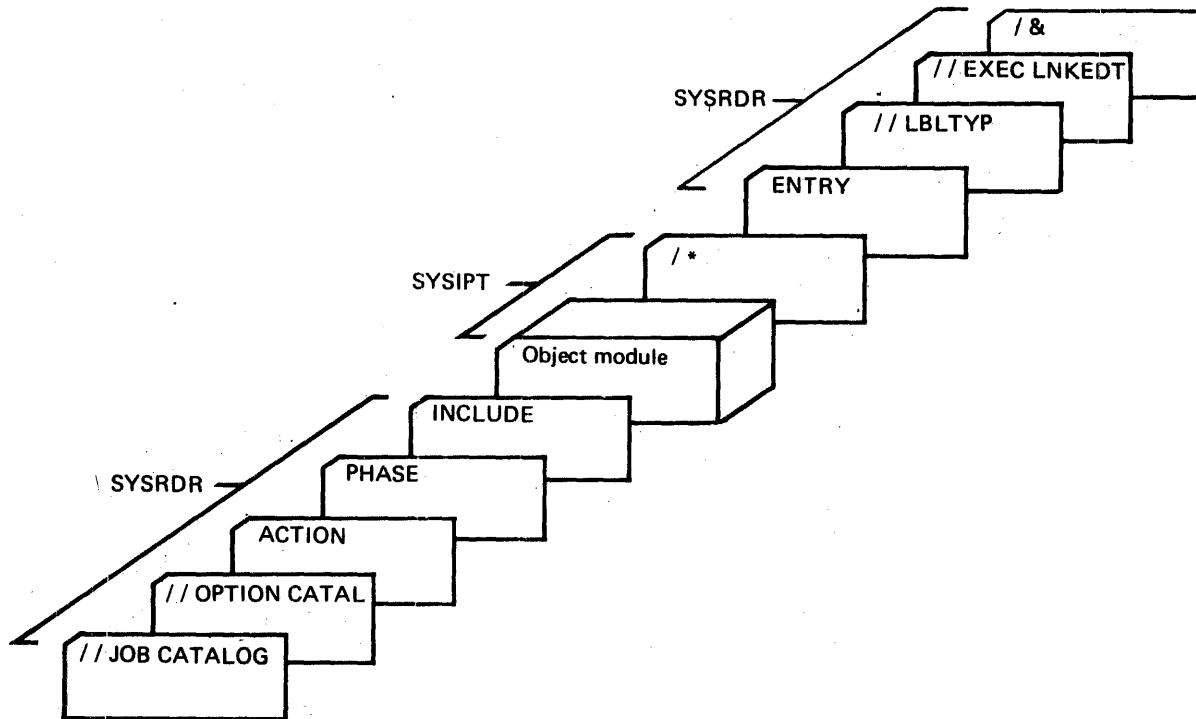 / &
// EXEC LNKEDT
SYSRDR
// LBLTYP
ENTRY
/ *
SYSIPT
Object module
INCLUDE
PHASE
SYSRDR
ACTION
// OPTION CATAL
// JOB CATALOG